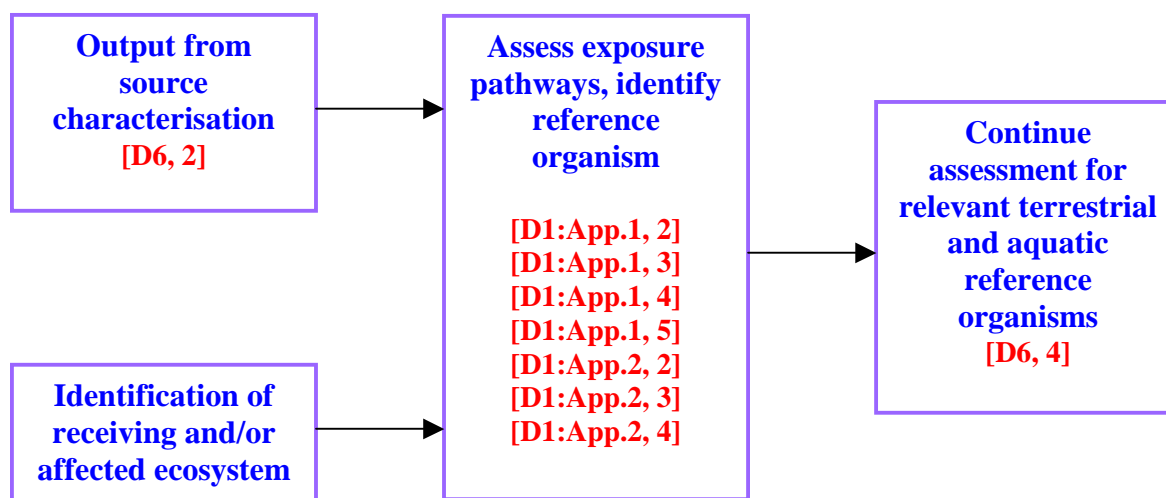 Output from
source
characterisation
[D6, 2]
Identification of
receiving and/or
affected ecosystem
Assess exposure
pathways, identify
reference
organism
[D1:App.1, 2]
[D1:App.1, 3]
[D1:App.1, 4]
[D1:App.1, 5]
[D1:App.2, 2]
[D1:App.2, 3]
[D1:App.2, 4]
Continue
assessment for
relevant terrestrial
and aquatic
reference
organisms
[D6, 4]